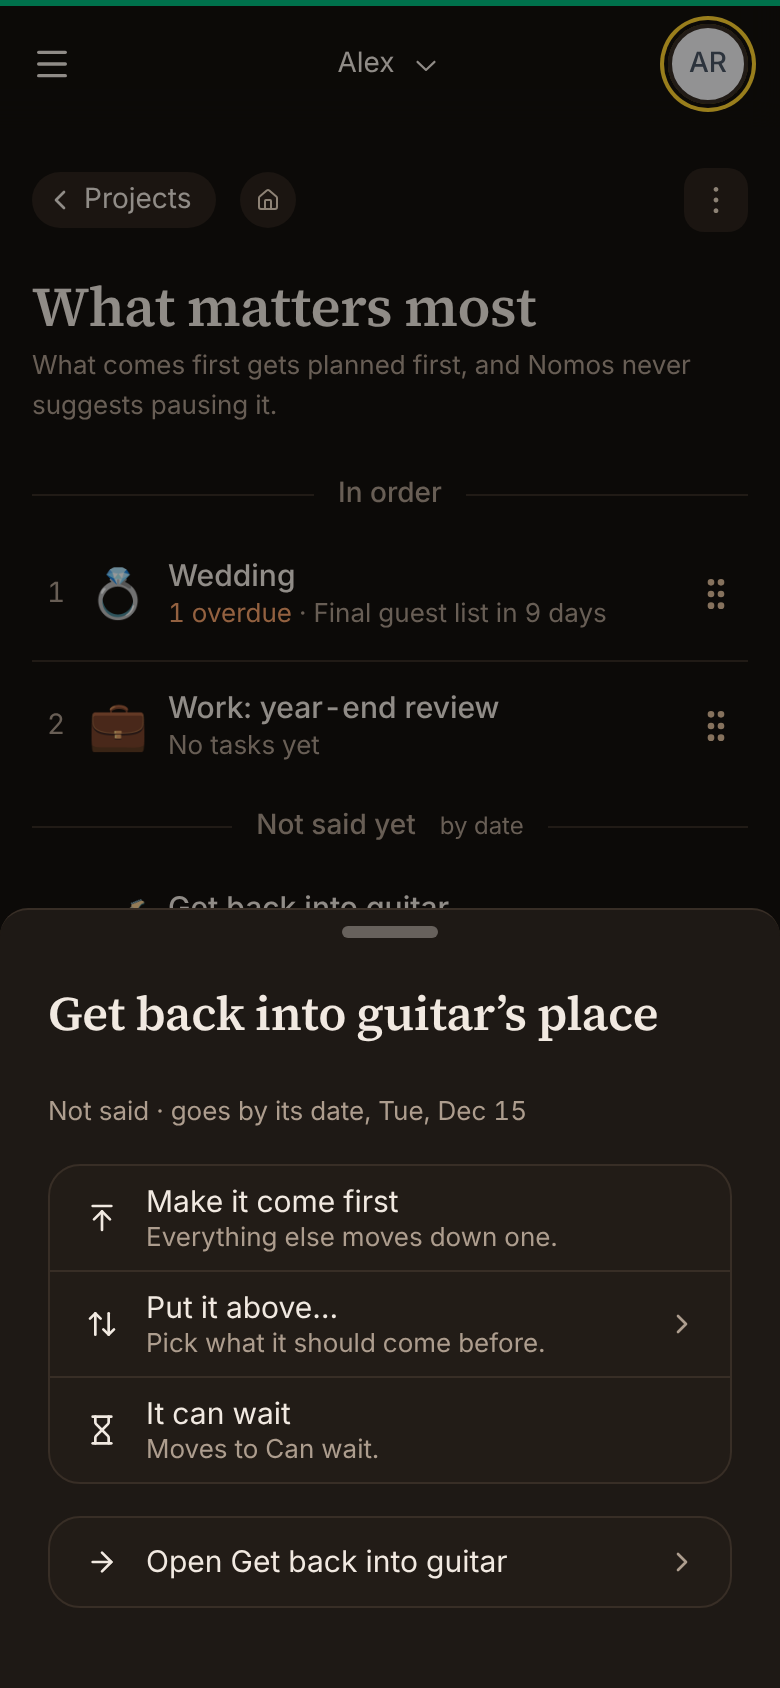 Alex
AR
Projects
What matters most
What comes first gets planned first, and Nomos never
suggests pausing it.
In order
1
Wedding
1 overdue · Final guest list in 9 days
2
Work: year-end review
No tasks yet
Not said yet by date
Get back into guitar
Get back into guitar’s place
Not said · goes by its date, Tue, Dec 15
Make it come first
Everything else moves down one.
Put it above…
Pick what it should come before.
It can wait
Moves to Can wait.
Open Get back into guitar